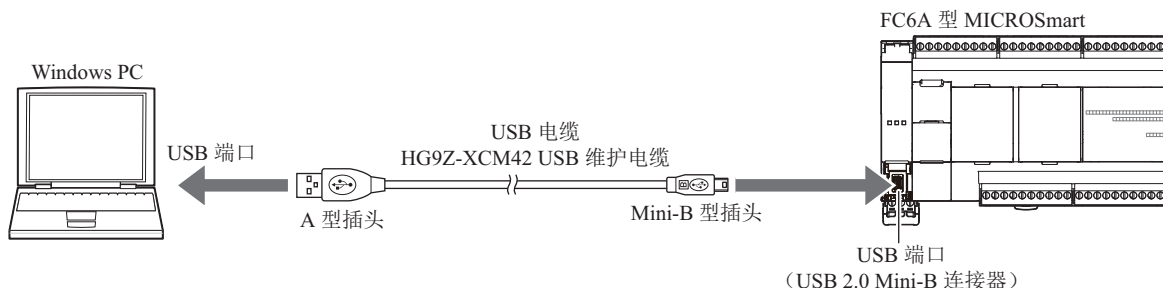 FC6A 型 MICROSmart
Windows PC
USB 端口
USB 电缆
HG9Z-XCM42 USB 维护电缆
A 型插头
Mini-B 型插头
USB 端口
（USB 2.0 Mini-B 连接器）